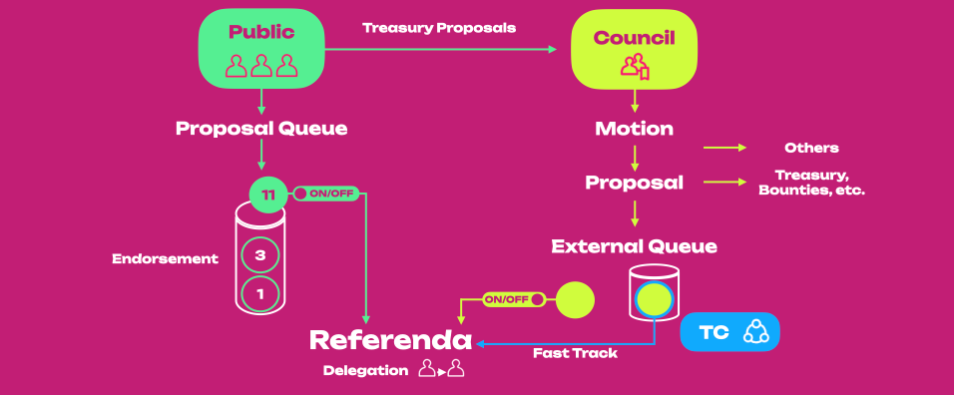 Public
Treasury Proposals
Council
Proposal Queue
Motion
Others
Proposal
Treasury,
Bounties, etc.
11
ON/OFF
External Queue
Endorsement
3
1
ON/OFF
TC
Referenda
Fast Track
Delegation